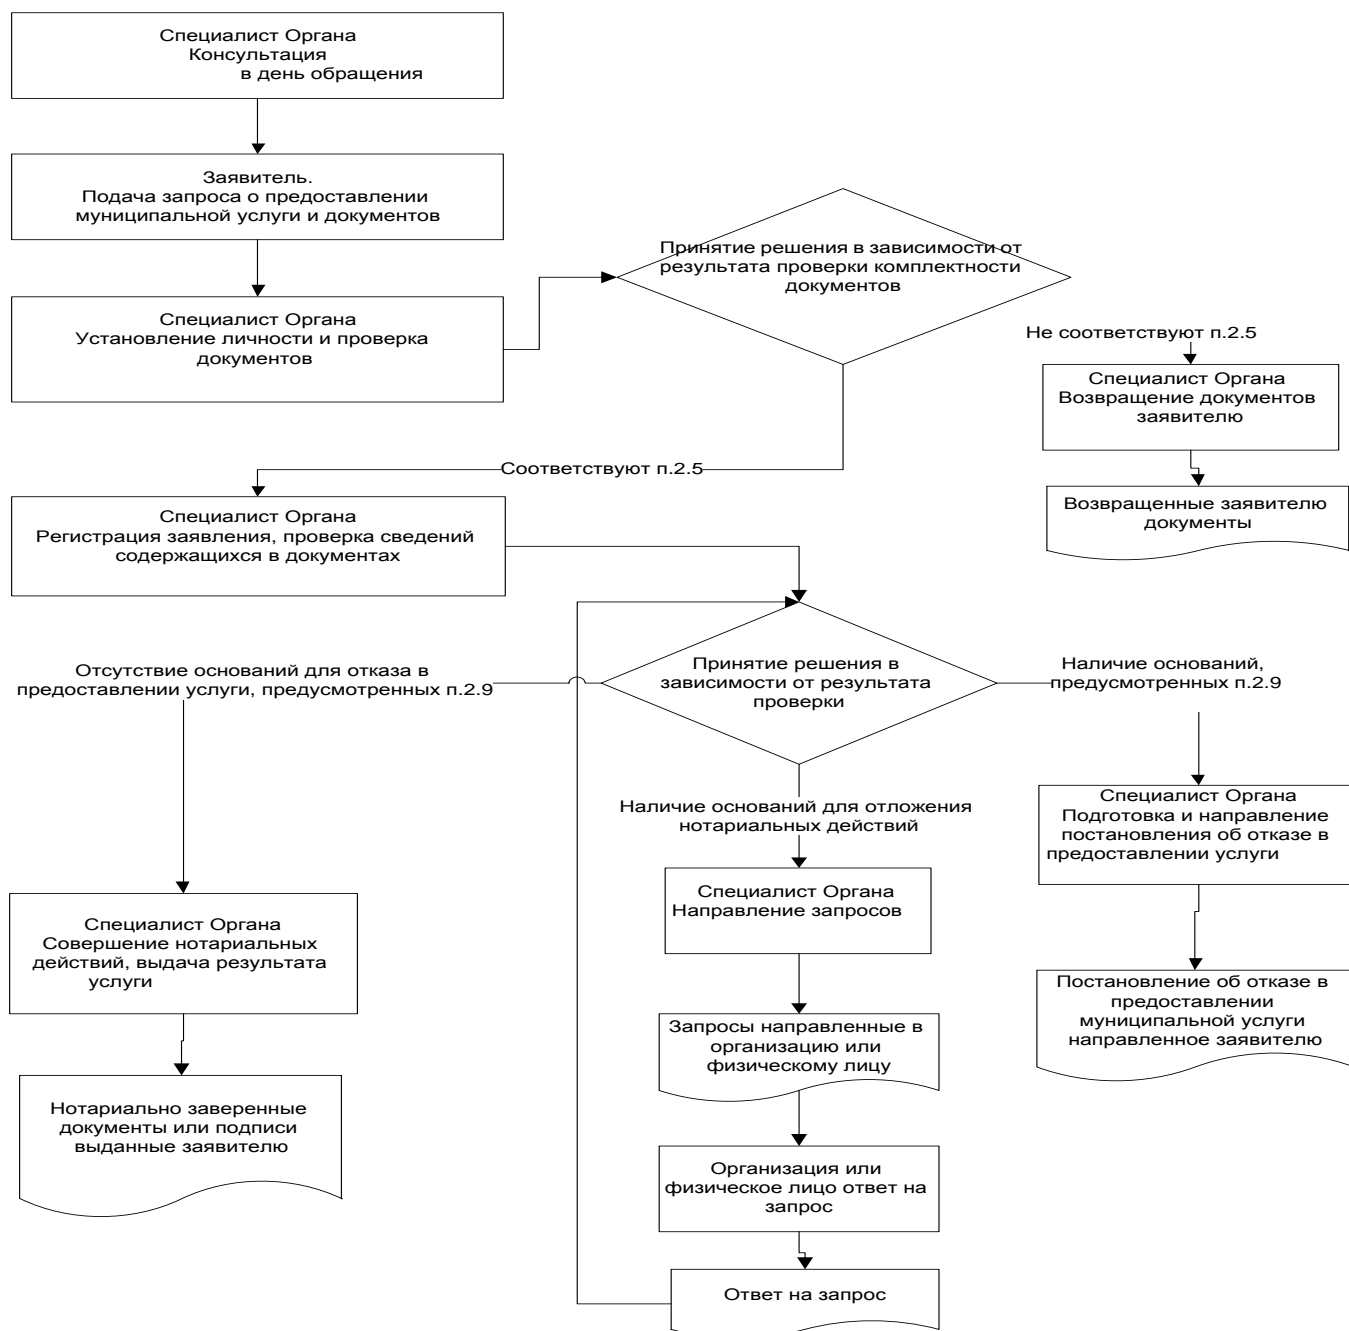 Специалист Органа
Консультация
в день обращения
Заявитель.
Подача запроса о предоставлении
муниципальной услуги и документов
Специалист Органа
Установление личности и проверка
документов
Принятие решения в зависимости от
результата проверки комплектности
документов
Не соответствуют п.2.5
Специалист Органа
Возвращение документов
заявителю
Возвращенные заявителю
документы
Соответствуют п.2.5
Специалист Органа
Регистрация заявления, проверка сведений
содержащихся в документах
Принятие решения в
зависимости от результата
проверки
Отсутствие оснований для отказа в
предоставлении услуги, предусмотренных п.2.9
Наличие оснований,
предусмотренных п.2.9
Наличие оснований для отложения
нотариальных действий
Специалист Органа
Подготовка и направление
постановления об отказе в
предоставлении услуги
Специалист Органа
Направление запросов
Специалист Органа
Совершение нотариальных
действий, выдача результата
услуги
Постановление об отказе в
предоставлении
муниципальной услуги
направленное заявителю
Запросы направленные в
организацию или
физическому лицу
Нотариально заверенные
документы или подписи
выданные заявителю
Организация или
физическое лицо ответ на
запрос
Ответ на запрос